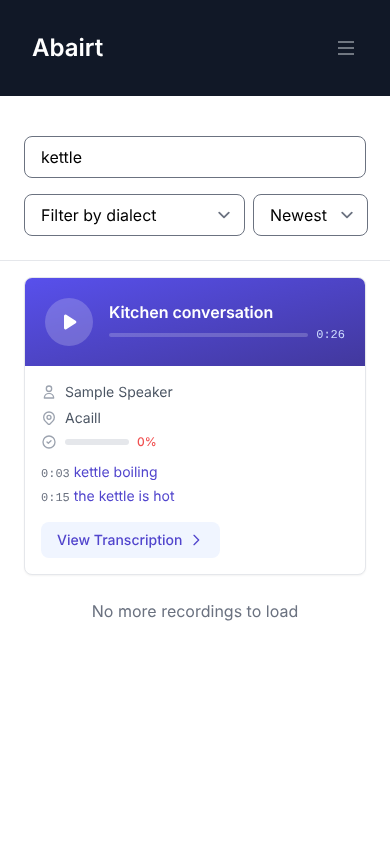 Abairt
kettle
Filter by dialect
Newest
Kitchen conversation
0:26
Sample Speaker
Acaill
0%
0:03 kettle boiling
0:15 the kettle is hot
View Transcription
No more recordings to load